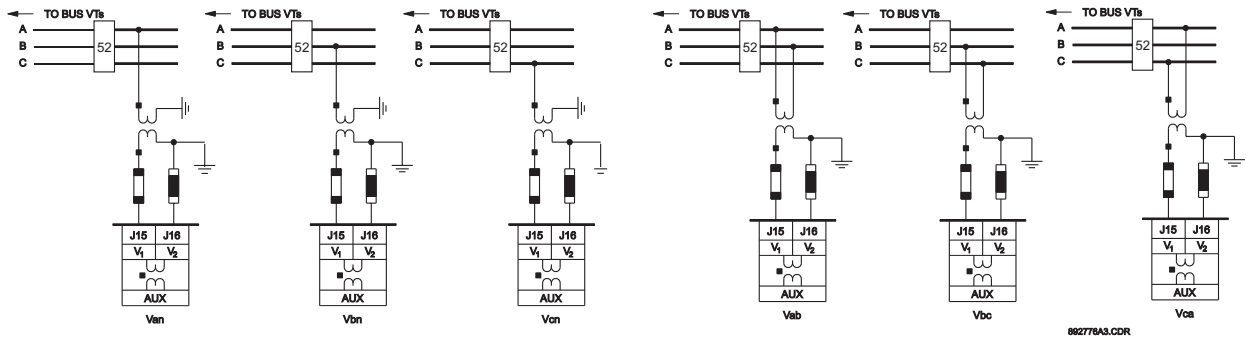 TO BUS VTs
A
B
C
52
J15 J16
V1 V2
AUX
Van
TO BUS VTs
A
B
C
52
J15 J16
V1 V2
AUX
Vbn
TO BUS VTs
A
B
C
52
J15 J16
V1 V2
AUX
Vcn
TO BUS VTs
A
B
C
52
J15 J16
V1 V2
AUX
Vab
TO BUS VTs
A
B
C
52
J15 J16
V1 V2
AUX
Vbc
TO BUS VTs
A
B
C
52
J15 J16
V1 V2
AUX
Vca
892776A3.CDR